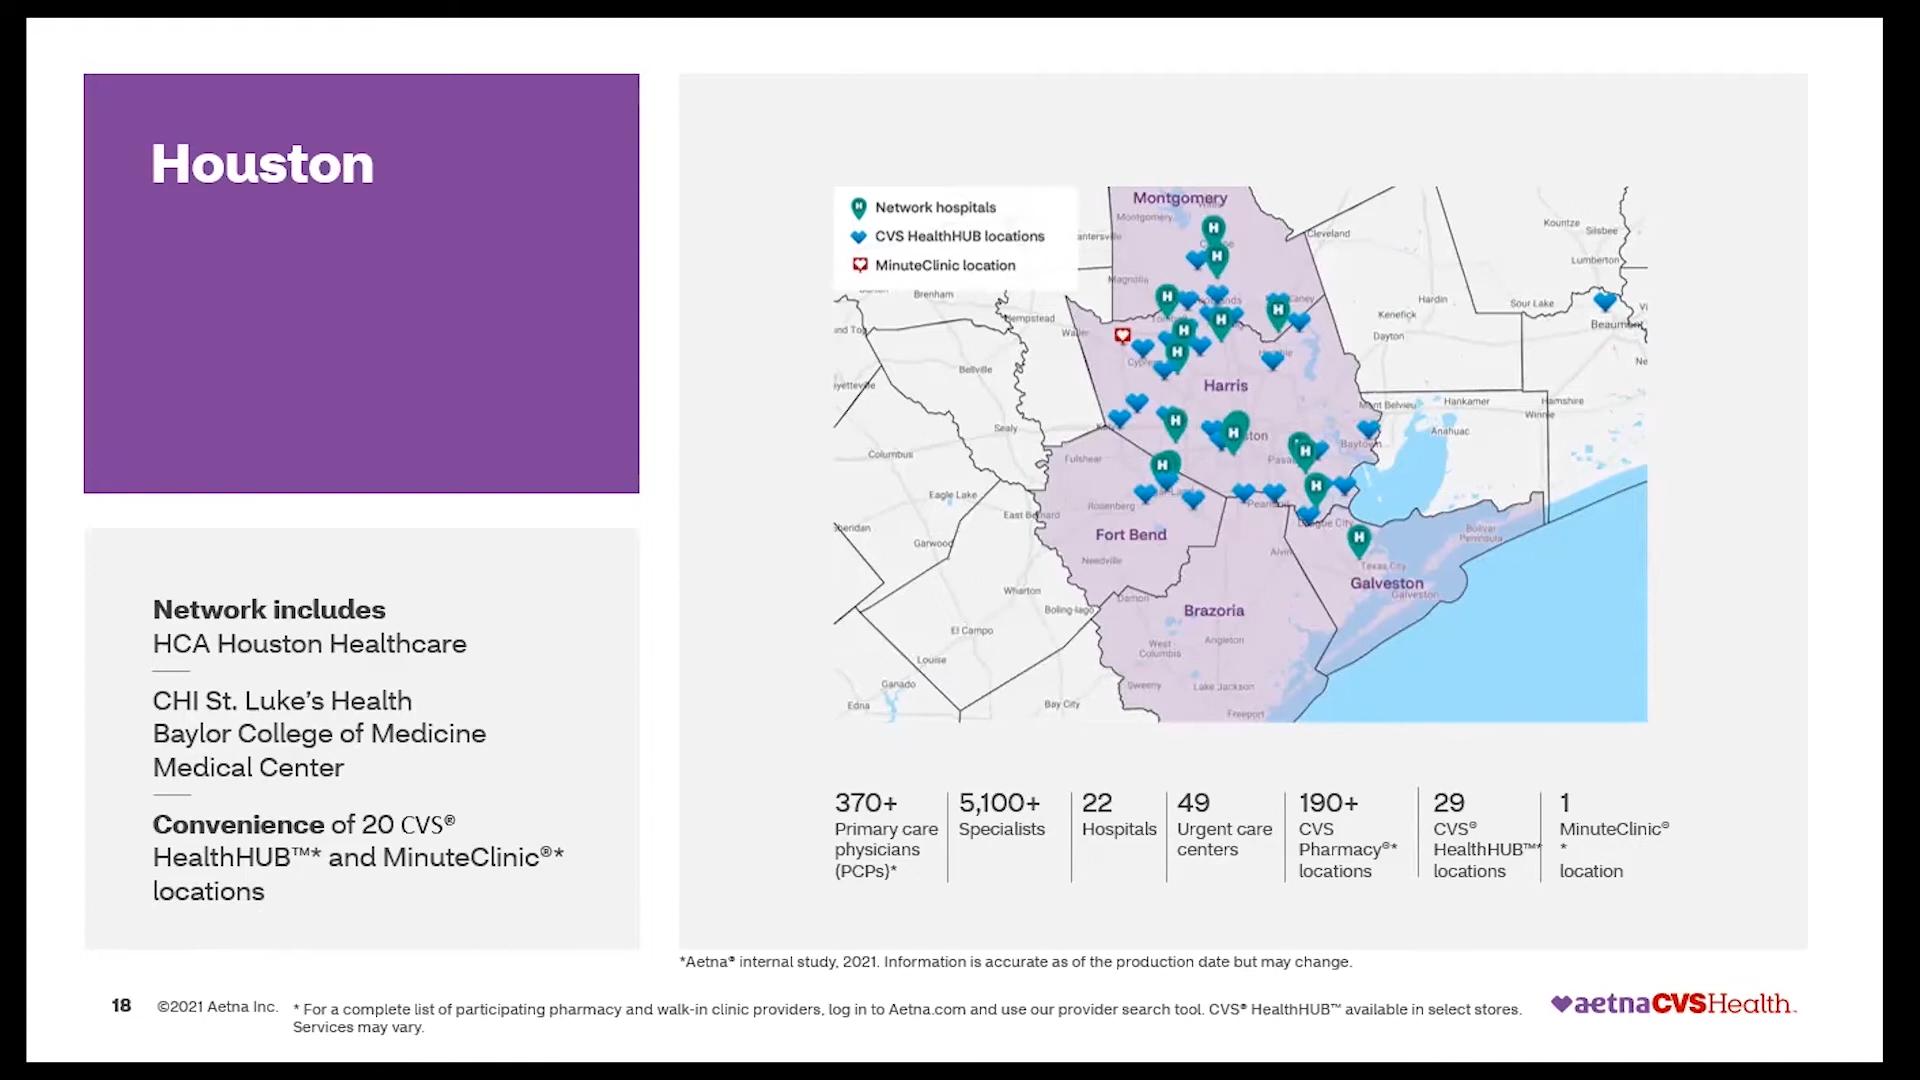 Houston
Network includes
HCA Houston Healthcare
CHI St. Luke's Health
Baylor College of Medicine
Medical Center
Convenience of 20 CVS®
HealthHUB™* and MinuteClinic®*
locations
Network hospitals
CVS HealthHUB locations
MinuteClinic location
Montgomery
Montgomery
Cleveland
Kountze
Silsbee
Lumberton
Magnolia
Brenham
Hardin
Sour Lake
Kenefick
Dayton
Bellville
Harris
Hankamer
Hamshire
Winnie
Anahuac
Sealy
Columbus
Fulshear
Eagle Lake
Rosenberg
Fort Bend
Garwood
Needville
Alvin
Bolivar
Peninsula
Texas City
Galveston
Galveston
Wharton
Damon
Boling-Iago
Brazoria
El Campo
Angleton
West
Columbia
Louise
Ganado
Sweeny
Lake Jackson
Edna
Bay City
Freeport
370+
Primary care
physicians
(PCPs)*
5,100+
Specialists
22
Hospitals
49
Urgent care
centers
190+
CVS
Pharmacy®*
locations
29
CVS®
HealthHUB™*
locations
1
MinuteClinic®
*
location
*Aetna® internal study, 2021. Information is accurate as of the production date but may change.
18
©2021 Aetna Inc.
* For a complete list of participating pharmacy and walk-in clinic providers, log in to Aetna.com and use our provider search tool. CVS® HealthHUB™ available in select stores.
Services may vary.
aetna CVSHealth.